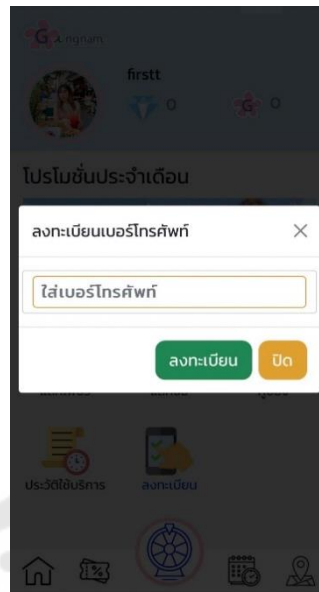 Gangnam
firstt
0
0
โปรโมชั่นประจำเดือน
ลงทะเบียนเบอร์โทรศัพท์
ใส่เบอร์โทรศัพท์
ลงทะเบียน
ปิด
ประวัติใช้บริการ
ลงทะเบียน